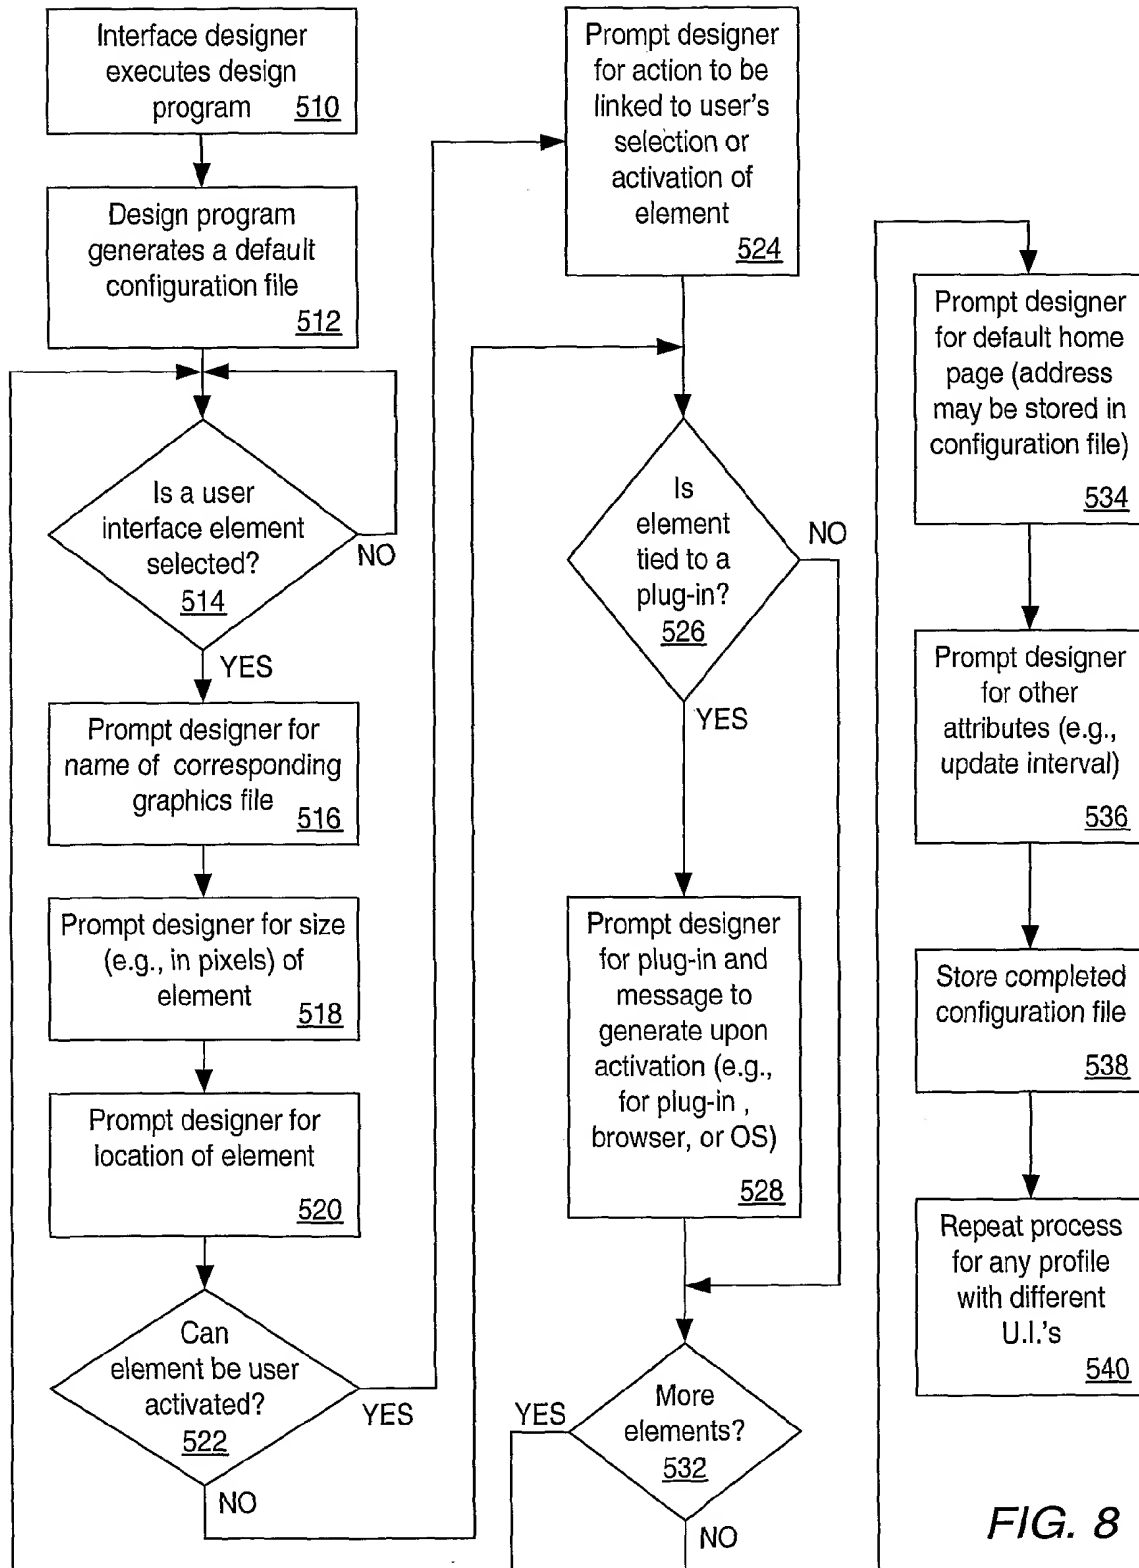 Interface designer
executes design
program 510
Design program
generates a default
configuration file
512
Is a user
interface element
selected?
514
NO
YES
Prompt designer for
name of corresponding
graphics file
516
Prompt designer for size
(e.g., in pixels) of
element
518
Prompt designer for
location of element
520
Can
element be user
activated?
522
YES
NO
Prompt designer
for action to be
linked to user's
selection or
activation of
element
524
Is
element
tied to a
plug-in?
526
NO
YES
Prompt designer
for plug-in and
message to
generate upon
activation (e.g.,
for plug-in ,
browser, or OS)
528
More
elements?
532
YES
NO
Prompt designer
for default home
page (address
may be stored in
configuration file)
534
Prompt designer
for other
attributes (e.g.,
update interval)
536
Store completed
configuration file
538
Repeat process
for any profile
with different
U.I.'s
540
FIG. 8